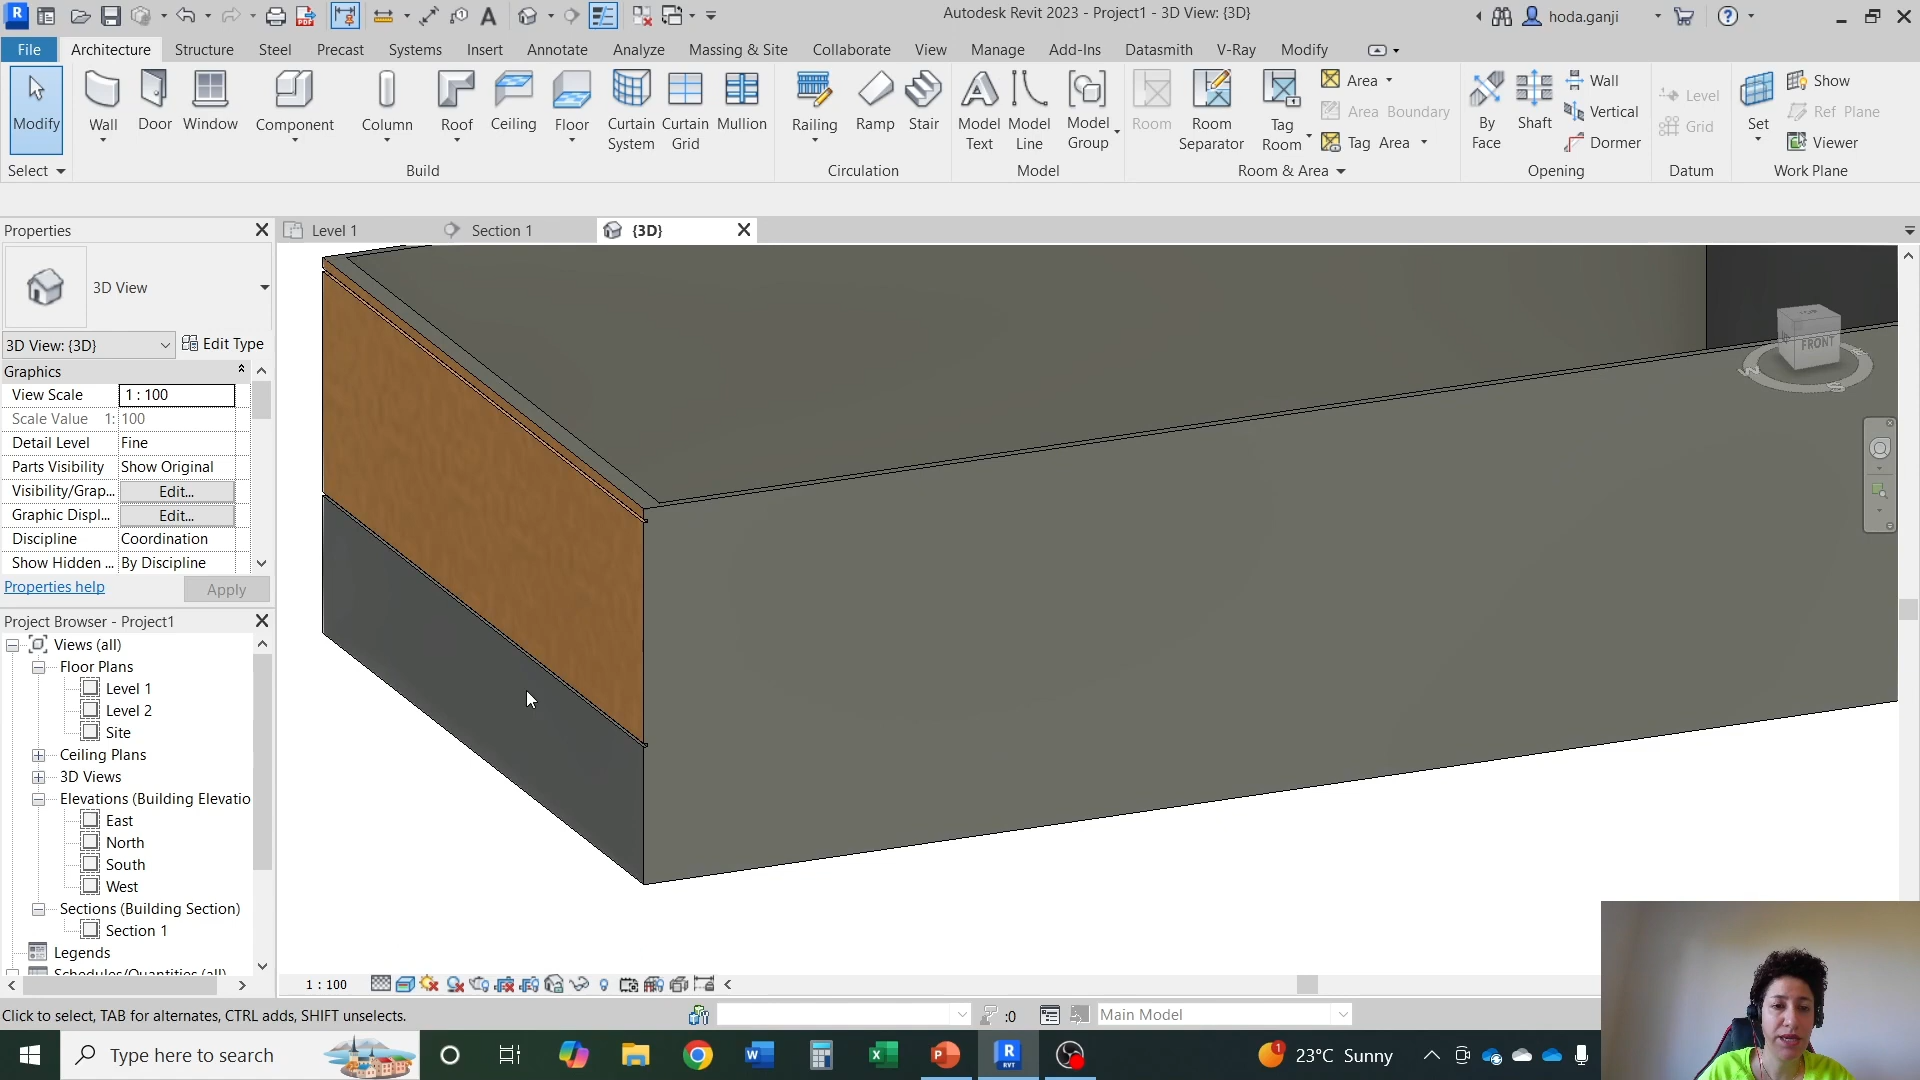 Autodesk Revit 2023 - Project1 - 3D View: {3D}
hoda.ganji
File Architecture Structure Steel Precast Systems Insert Annotate Analyze Massing & Site Collaborate View Manage Add-Ins Datasmith V-Ray Modify
Modify
Wall Door Window Component Column Roof Ceiling Floor Curtain System Curtain Grid Mullion
Railing Ramp Stair
Model Text Model Line Model Group
Room Room Separator Tag Room
Area
Area Boundary
Tag Area
By Face Shaft
Wall
Vertical
Dormer
Level
Grid
Set
Show
Ref Plane
Viewer
Select Build Circulation Model Room & Area Opening Datum Work Plane
Properties
Level 1 Section 1 {3D}
3D View
3D View: {3D} Edit Type
Graphics
View Scale 1 : 100
Scale Value 1: 100
Detail Level Fine
Parts Visibility Show Original
Visibility/Grap... Edit...
Graphic Displ... Edit...
Discipline Coordination
Show Hidden ... By Discipline
Properties help Apply
Project Browser - Project1
Views (all)
Floor Plans
Level 1
Level 2
Site
Ceiling Plans
3D Views
Elevations (Building Elevatio
East
North
South
West
Sections (Building Section)
Section 1
Legends
Schedules/Quantities (all)
FRONT
W
S
1 : 100
Click to select, TAB for alternates, CTRL adds, SHIFT unselects.
:0
Main Model
Type here to search
23°C Sunny